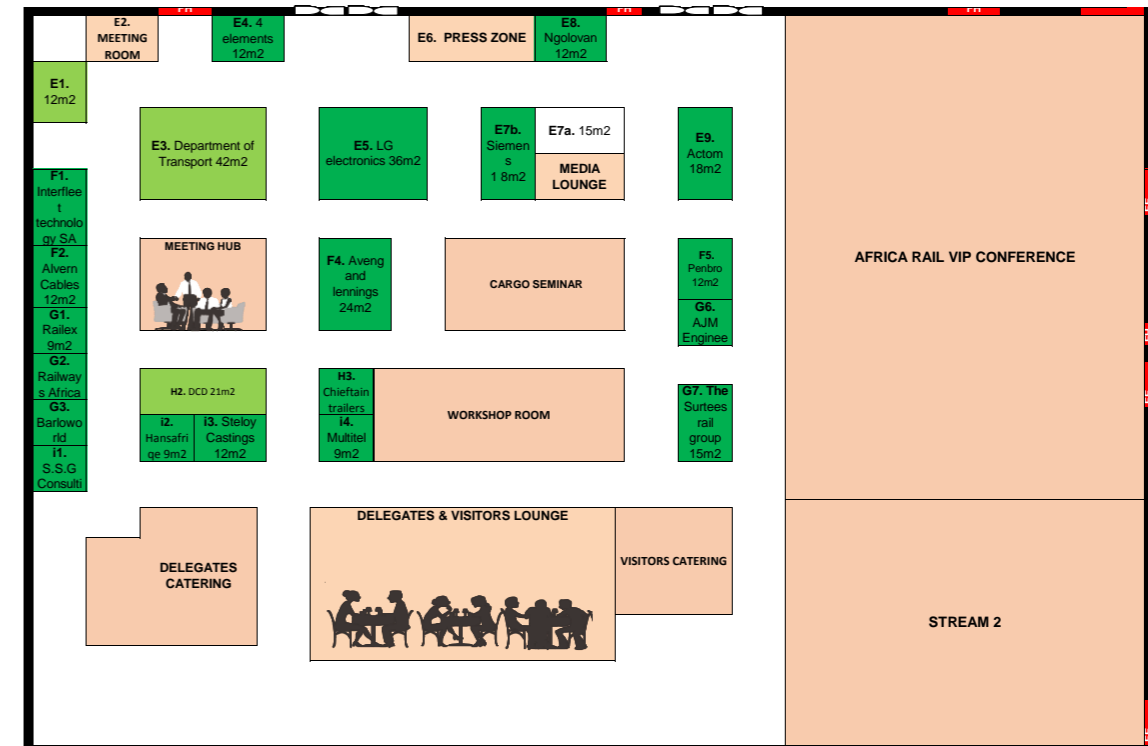 FH
FH
FH
E2.
MEETING
ROOM
E4. 4
elements
12m2
E6. PRESS ZONE
E8.
Ngolovan
12m2
E1.
12m2
E3. Department of
Transport 42m2
E5. LG
electronics 36m2
E7b.
Siemen
s
1 8m2
E7a. 15m2
MEDIA
LOUNGE
E9.
Actom
18m2
AFRICA RAIL VIP CONFERENCE
F1.
Interflee
t
technolo
gy SA
F2.
Alvern
Cables
12m2
G1.
Railex
9m2
G2.
Railway
s Africa
G3.
Barlowo
rld
i1.
S.S.G
Consulti
MEETING HUB
F4. Aveng
and
lennings
24m2
CARGO SEMINAR
F5.
Penbro
12m2
G6.
AJM
Enginee
H2. DCD 21m2
i2.
Hansafri
qe 9m2
i3. Steloy
Castings
12m2
H3.
Chieftain
trailers
i4.
Multitel
9m2
WORKSHOP ROOM
G7. The
Surtees
rail
group
15m2
DELEGATES
CATERING
DELEGATES & VISITORS LOUNGE
VISITORS CATERING
STREAM 2